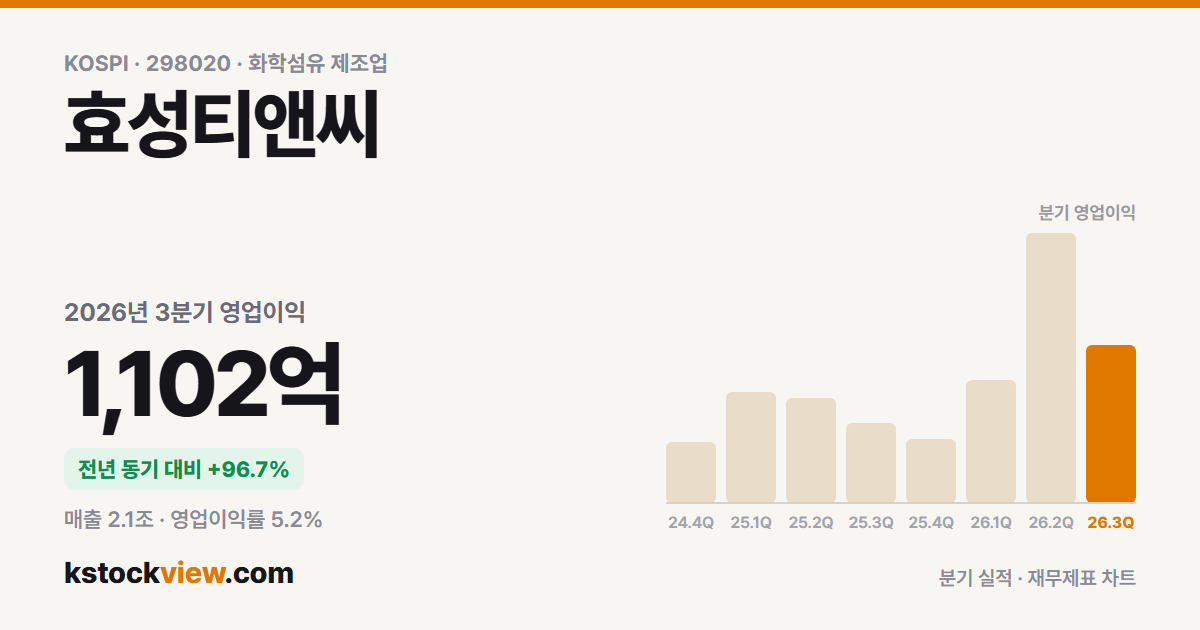 KOSPI · 298020 · 화학섬유 제조업
효성티앤씨
분기 영업이익
2026년 3분기 영업이익
1,102억
전년 동기 대비 +96.7%
매출 2.1조 · 영업이익률 5.2%
24.4Q 25.1Q 25.2Q 25.3Q 25.4Q 26.1Q 26.2Q 26.3Q
kstockview.com
분기 실적 · 재무제표 차트